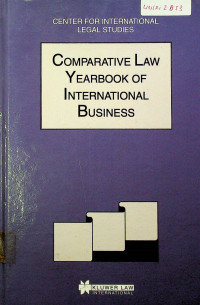 CENTER FOR INTERNATIONAL
LEGAL STUDIES
COMPARATIVE LAW
YEARBOOK OF
INTERNATIONAL
BUSINESS
KLUWER LAW
INTERNATIONAL